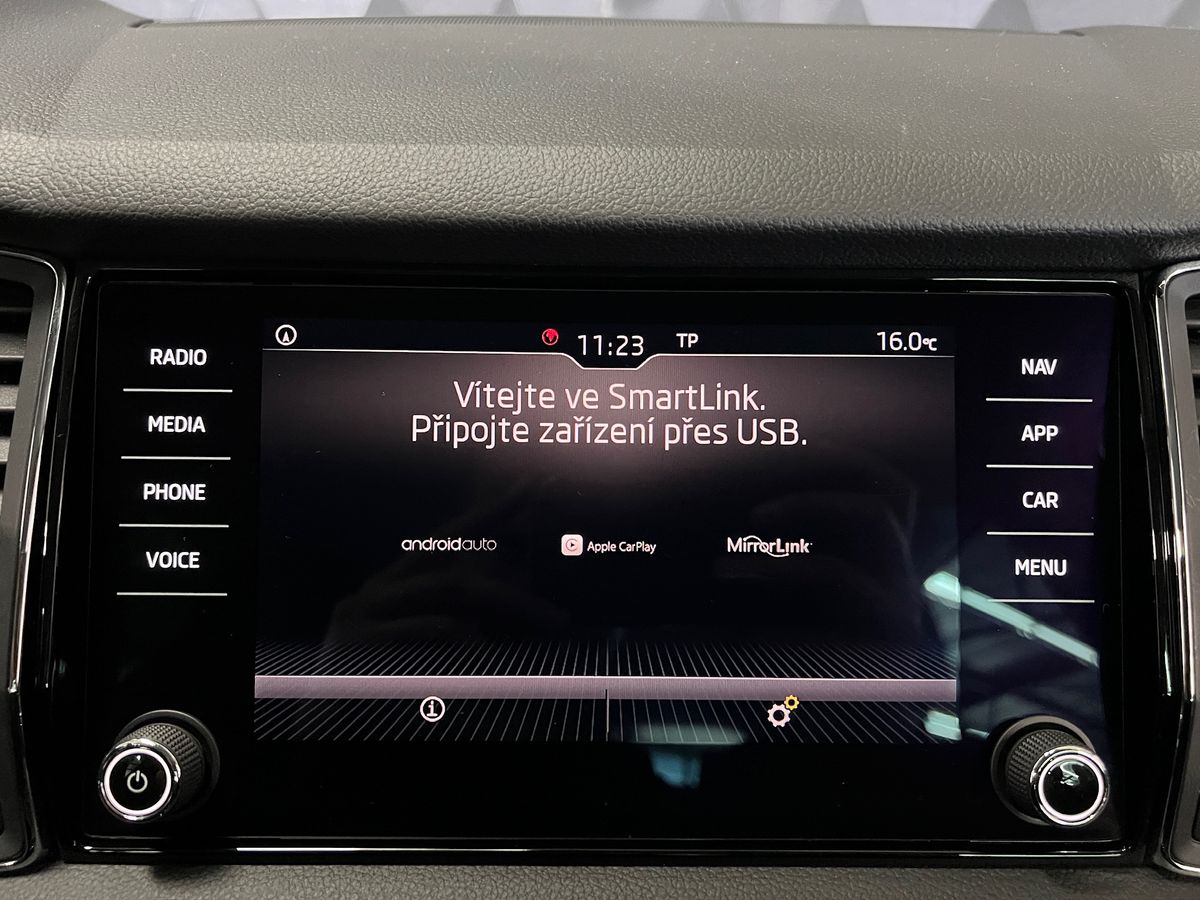 RADIO
MEDIA
PHONE
VOICE
11:23
TP
16.0°C
Vítejte ve SmartLink.
Připojte zařízení přes USB.
androidauto
Apple CarPlay
MirrorLink
NAV
APP
CAR
MENU